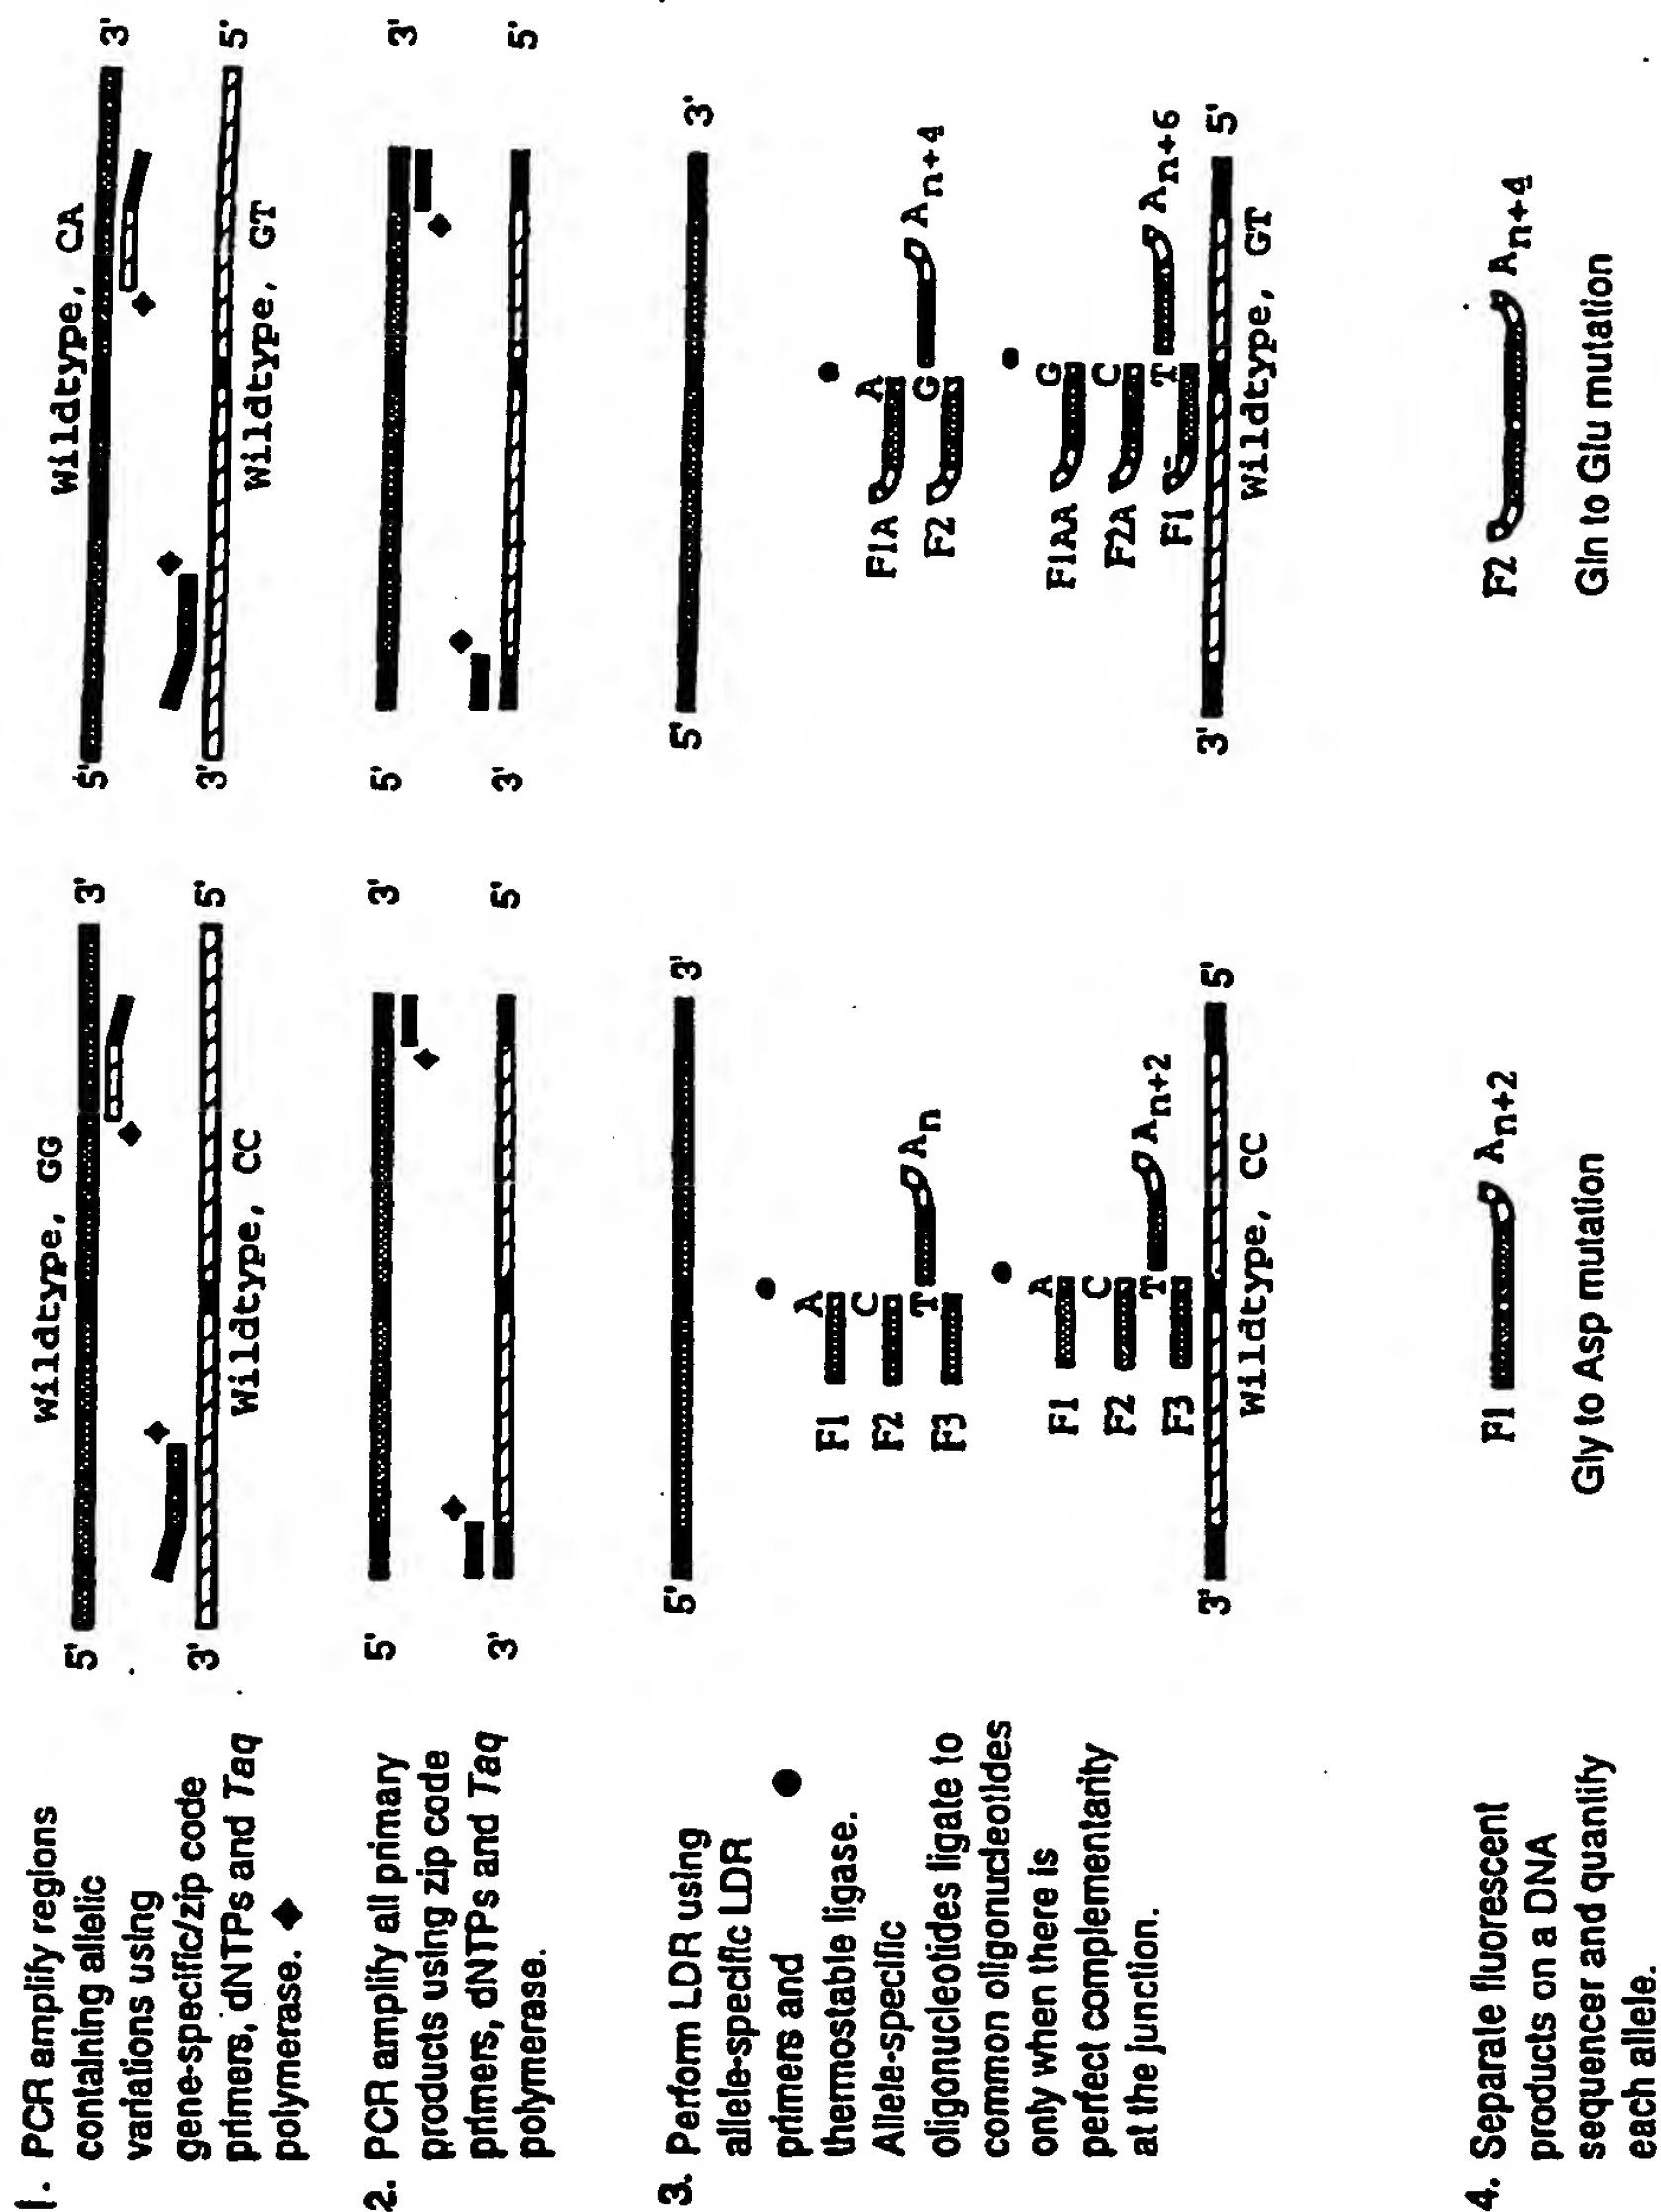 1. PCR amplify regions
containing allelic
variations using
gene-specific/zip code
primers, dNTPs and Taq
polymerase. ◆
Wildtype, GG
5' 3'
3' 5'
Wildtype, CC
Wildtype, CA
5' 3'
3' 5'
Wildtype, GT
2. PCR amplify all primary
products using zip code
primers, dNTPs and Taq
polymerase.
5' 3'
3' 5'
5' 3'
3' 5'
3. Perfom LDR using
allele-specific LDR
primers and ●
thermostable ligase.
Allele-specific
oligonucleotides ligate to
common oligonucleotides
only when there is
perfect complementarity
at the junction.
5' 3'
F1 A
F2 C
F3 T An
F1 A
F2 C
F3 T An+2
3' 5'
Wildtype, CC
5' 3'
F1A A
F2 G An+4
F1AA G
F2A C
F1 T An+6
3' 5'
Wildtype, GT
4. Separate fluorescent
products on a DNA
sequencer and quantify
each allele.
F1 An+2
Gly to Asp mutation
F2 An+4
Gln to Glu mutation